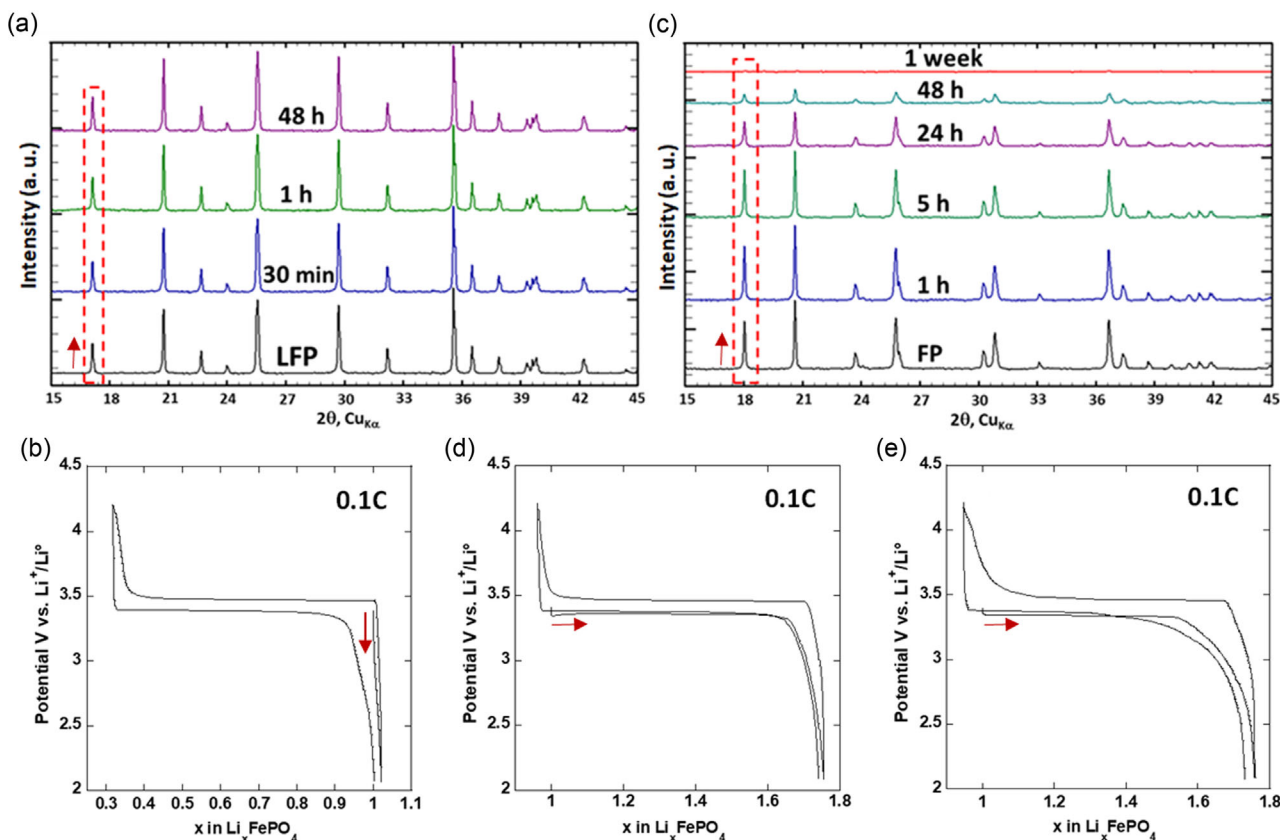 (a)
Intensity (a. u.)
48 h
1 h
30 min
LFP
15 18 21 24 27 30 33 36 39 42 45
2θ, Cu_Kα
(c)
Intensity (a. u.)
1 week
48 h
24 h
5 h
1 h
FP
15 18 21 24 27 30 33 36 39 42 45
2θ, Cu_Kα
(b)
Potential V vs. Li⁺/Li°
4.5
0.1C
4
3.5
3
2.5
2
0.3 0.4 0.5 0.6 0.7 0.8 0.9 1 1.1
x in Li_xFePO_4
(d)
Potential V vs. Li⁺/Li°
4.5
0.1C
4
3.5
3
2.5
2
1 1.2 1.4 1.6 1.8
x in Li_xFePO_4
(e)
Potential V vs. Li⁺/Li°
4.5
0.1C
4
3.5
3
2.5
2
1 1.2 1.4 1.6 1.8
x in Li_xFePO_4